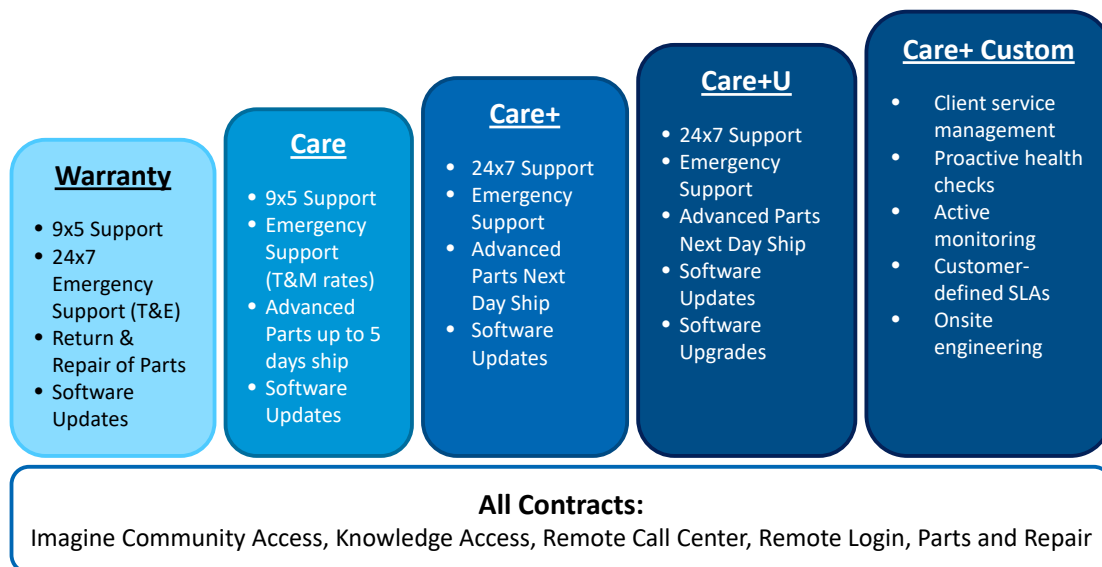 Warranty
• 9x5 Support
• 24x7
Emergency
Support (T&E)
• Return &
Repair of Parts
• Software
Updates
Care
• 9x5 Support
• Emergency
Support
(T&M rates)
• Advanced
Parts up to 5
days ship
• Software
Updates
Care+
• 24x7 Support
• Emergency
Support
• Advanced
Parts Next
Day Ship
• Software
Updates
Care+U
• 24x7 Support
• Emergency
Support
• Advanced Parts
Next Day Ship
• Software
Updates
• Software
Upgrades
Care+ Custom
• Client service
management
• Proactive health
checks
• Active
monitoring
• Customer-
defined SLAs
• Onsite
engineering
All Contracts:
Imagine Community Access, Knowledge Access, Remote Call Center, Remote Login, Parts and Repair